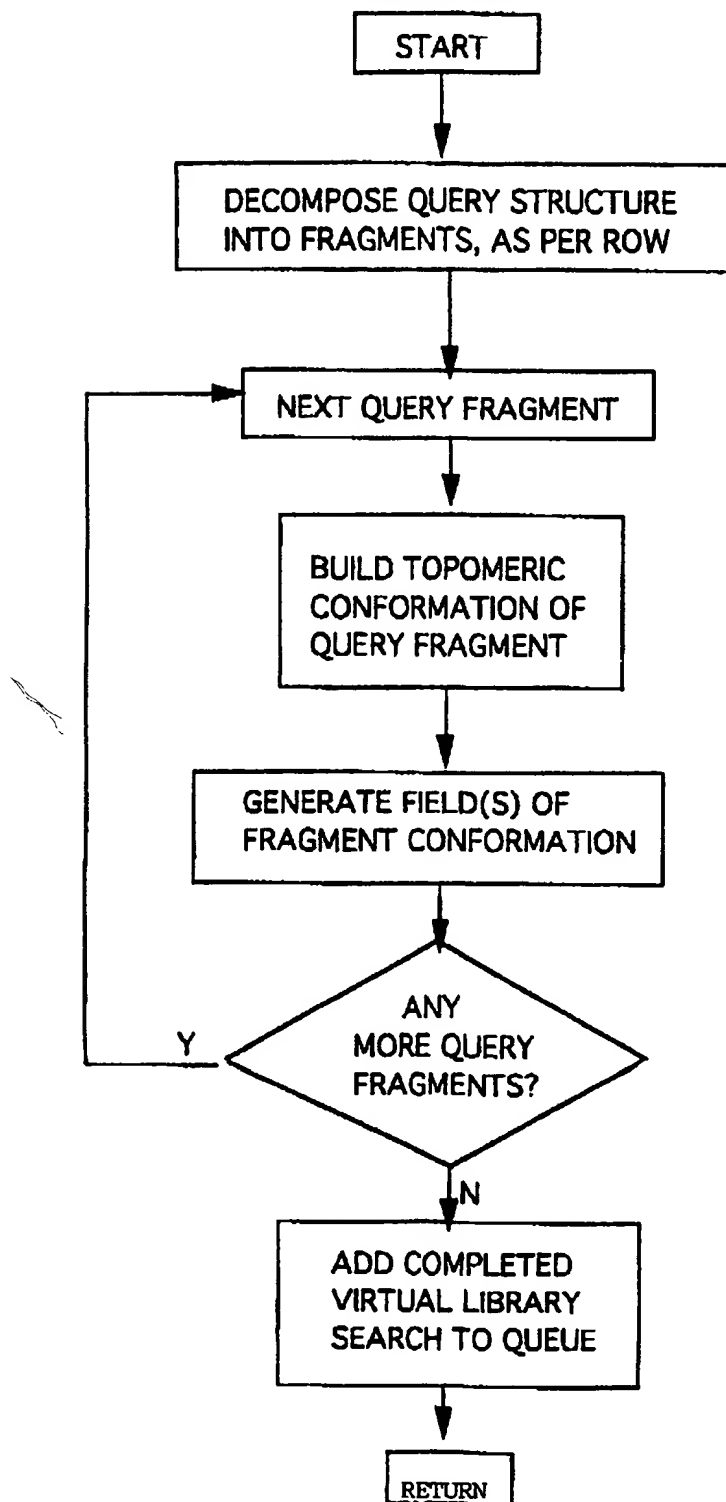 START
DECOMPOSE QUERY STRUCTURE
INTO FRAGMENTS, AS PER ROW
NEXT QUERY FRAGMENT
BUILD TOPOMERIC
CONFORMATION OF
QUERY FRAGMENT
GENERATE FIELD(S) OF
FRAGMENT CONFORMATION
ANY
MORE QUERY
FRAGMENTS?
Y
N
ADD COMPLETED
VIRTUAL LIBRARY
SEARCH TO QUEUE
RETURN